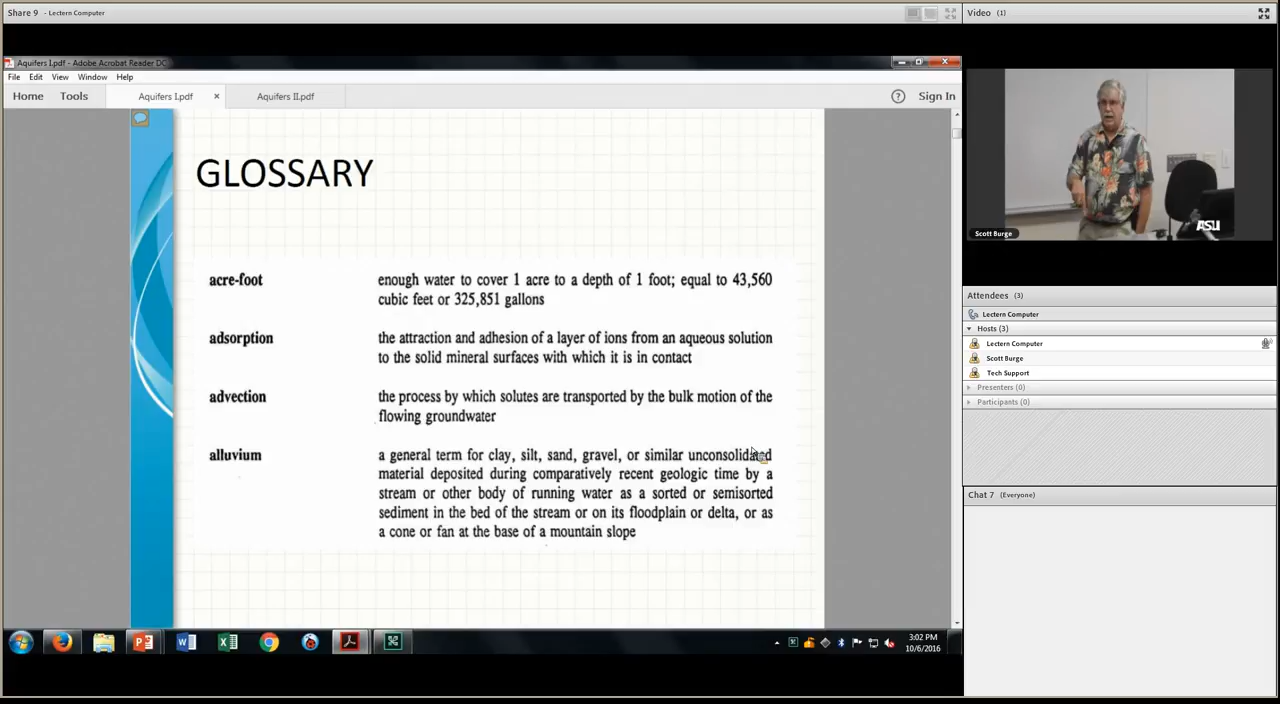 Share 9 - Lectern Computer
Video (1)
Aquifers I.pdf - Adobe Acrobat Reader DC
File Edit View Window Help
Home Tools Aquifers I.pdf × Aquifers II.pdf ? Sign In
GLOSSARY
acre-foot enough water to cover 1 acre to a depth of 1 foot; equal to 43,560
cubic feet or 325,851 gallons
adsorption the attraction and adhesion of a layer of ions from an aqueous solution
to the solid mineral surfaces with which it is in contact
advection the process by which solutes are transported by the bulk motion of the
flowing groundwater
alluvium a general term for clay, silt, sand, gravel, or similar unconsolidated
material deposited during comparatively recent geologic time by a
stream or other body of running water as a sorted or semisorted
sediment in the bed of the stream or on its floodplain or delta, or as
a cone or fan at the base of a mountain slope
3:02 PM
10/6/2016
ASU
Scott Burge
Attendees (3)
Lectern Computer
Hosts (3)
Lectern Computer
Scott Burge
Tech Support
Presenters (0)
Participants (0)
Chat 7 (Everyone)